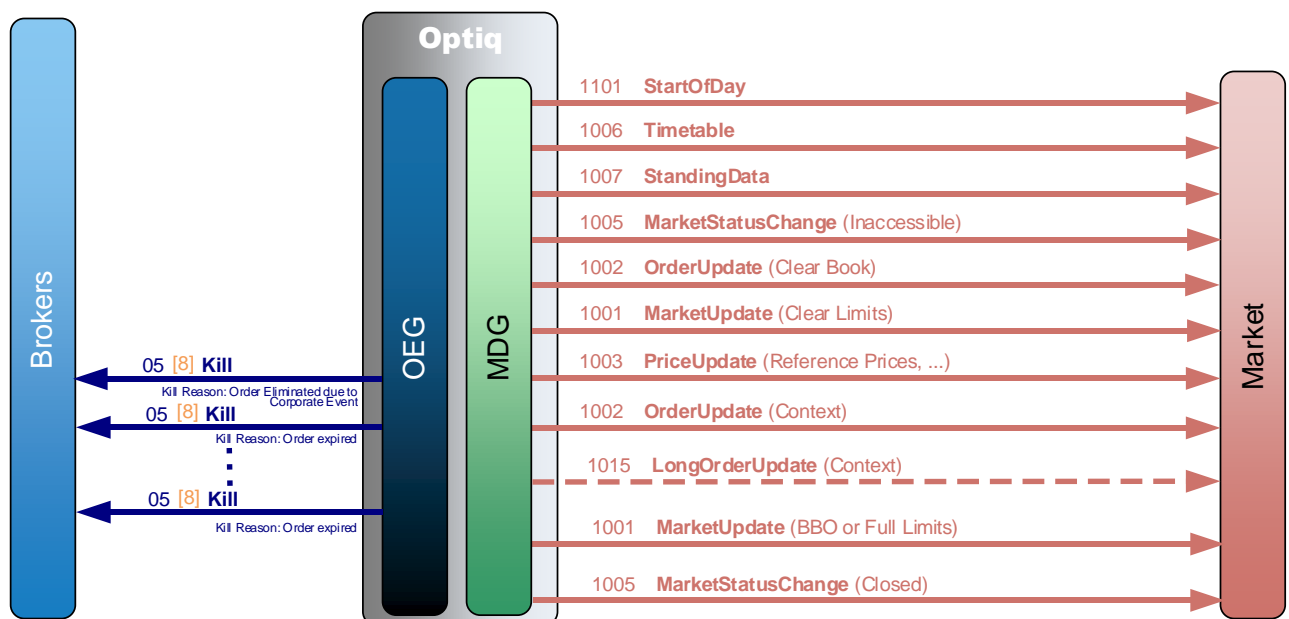 Optiq
Brokers
OEG
MDG
Market
1101 StartOfDay
1006 Timetable
1007 StandingData
1005 MarketStatusChange (Inaccessible)
1002 OrderUpdate (Clear Book)
1001 MarketUpdate (Clear Limits)
1003 PriceUpdate (Reference Prices, ...)
1002 OrderUpdate (Context)
1015 LongOrderUpdate (Context)
1001 MarketUpdate (BBO or Full Limits)
1005 MarketStatusChange (Closed)
05 [8] Kill
Kill Reason: Order Eliminated due to
Corporate Event
05 [8] Kill
Kill Reason: Order expired
05 [8] Kill
Kill Reason: Order expired